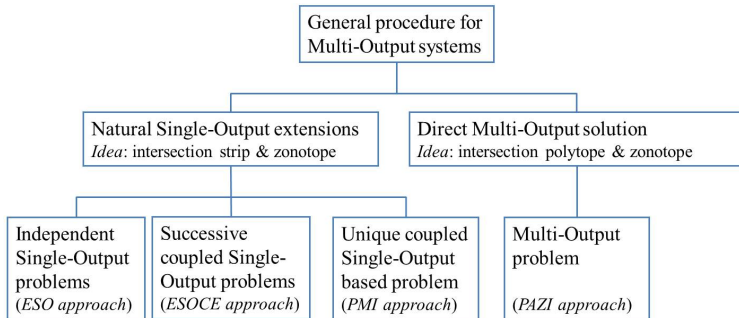 General procedure for
Multi-Output systems
Natural Single-Output extensions
Idea: intersection strip & zonotope
Direct Multi-Output solution
Idea: intersection polytope & zonotope
Independent
Single-Output
problems
(ESO approach)
Successive
coupled Single-
Output problems
(ESOCE approach)
Unique coupled
Single-Output
based problem
(PMI approach)
Multi-Output
problem
(PAZI approach)